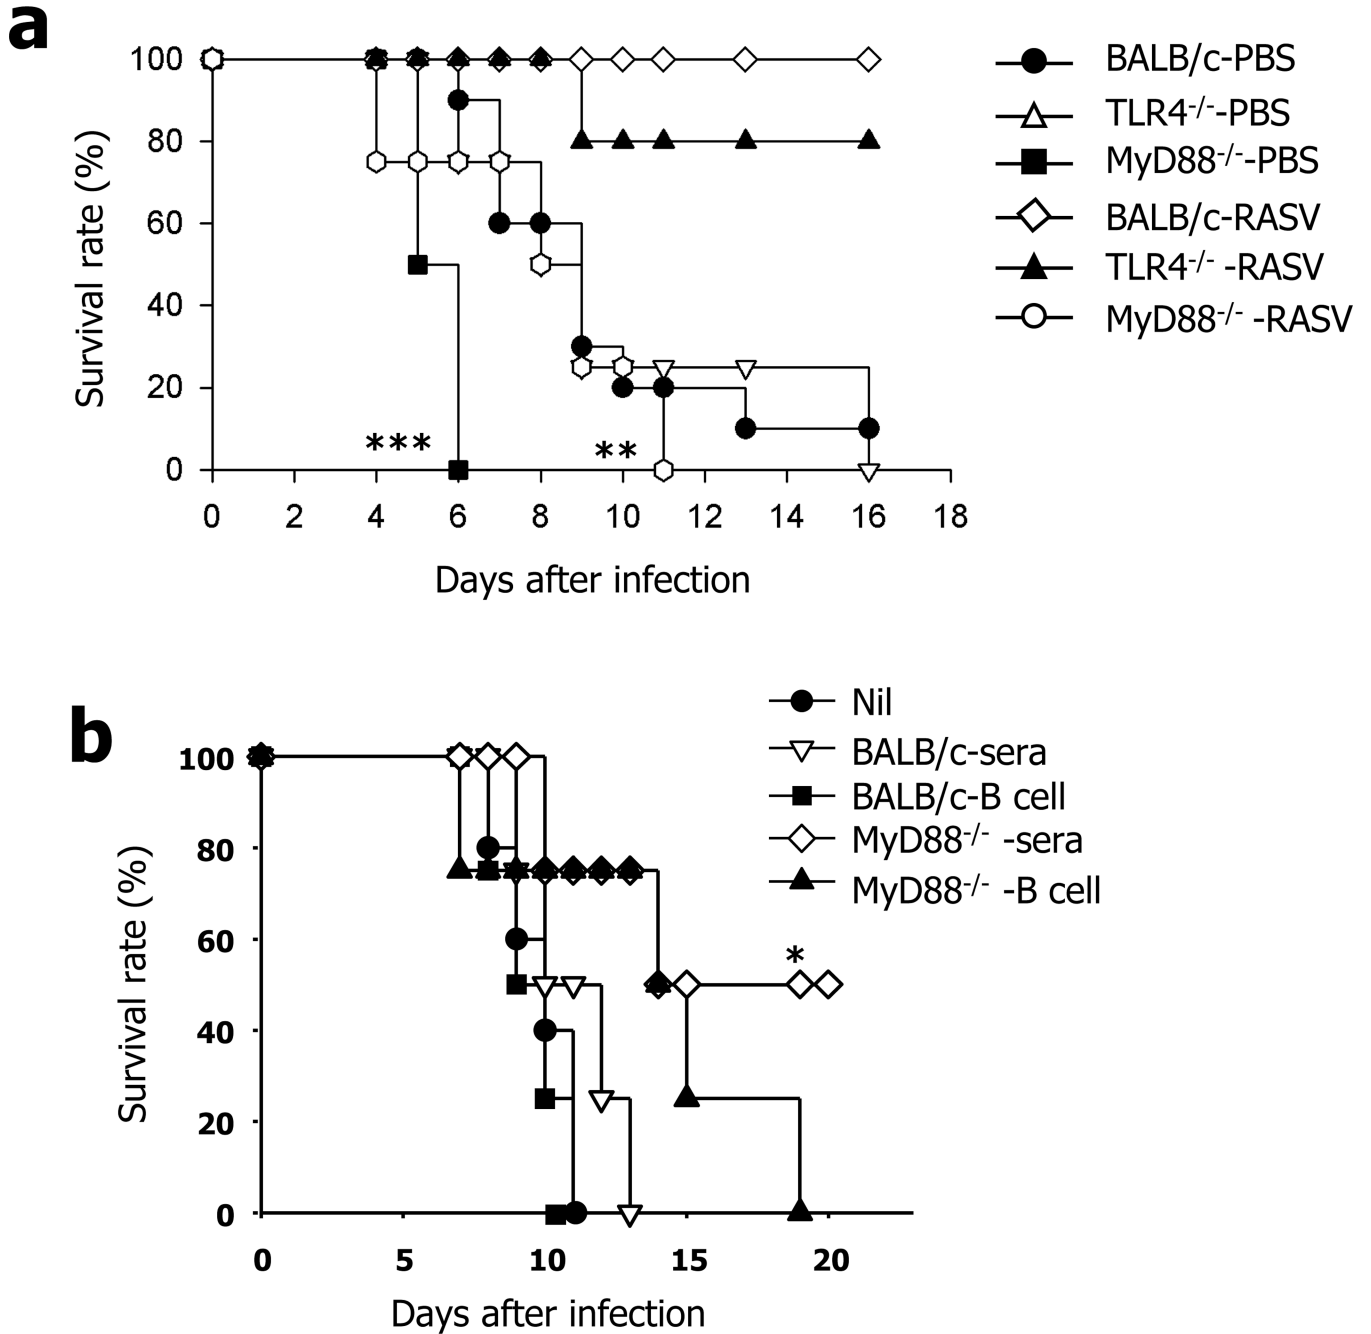 a
100
80
60
40
20
0
Survival rate (%)
***
**
0 2 4 6 8 10 12 14 16 18
Days after infection
BALB/c-PBS
TLR4-/--PBS
MyD88-/--PBS
BALB/c-RASV
TLR4-/- -RASV
MyD88-/- -RASV
b
100
80
60
40
20
0
Survival rate (%)
*
0 5 10 15 20
Days after infection
Nil
BALB/c-sera
BALB/c-B cell
MyD88-/- -sera
MyD88-/- -B cell